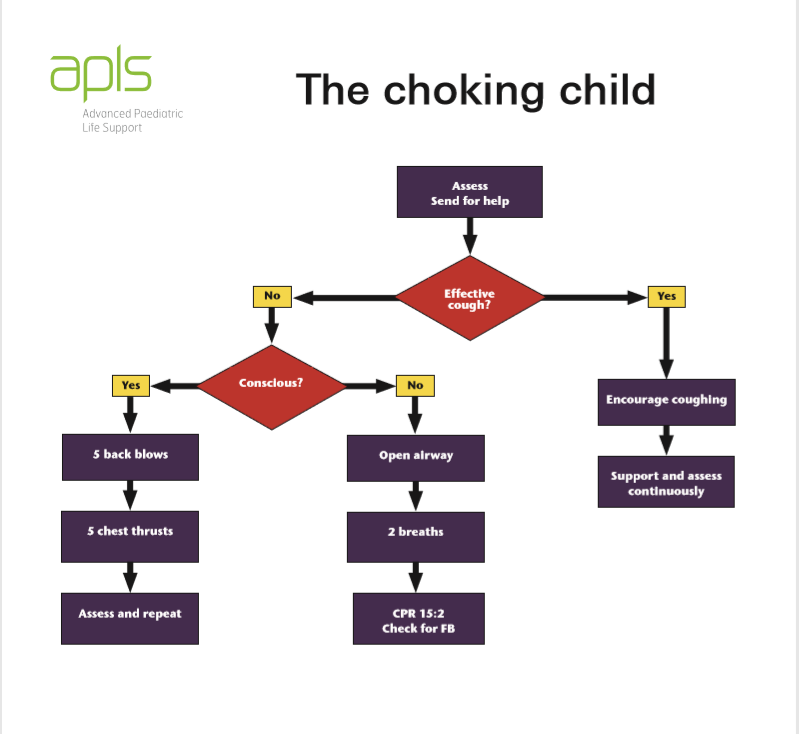 apls
Advanced Paediatric
Life Support
The choking child
Assess
Send for help
Effective
cough?
No
Yes
Conscious?
Yes
No
Encourage coughing
5 back blows
Open airway
Support and assess
continuously
5 chest thrusts
2 breaths
Assess and repeat
CPR 15:2
Check for FB